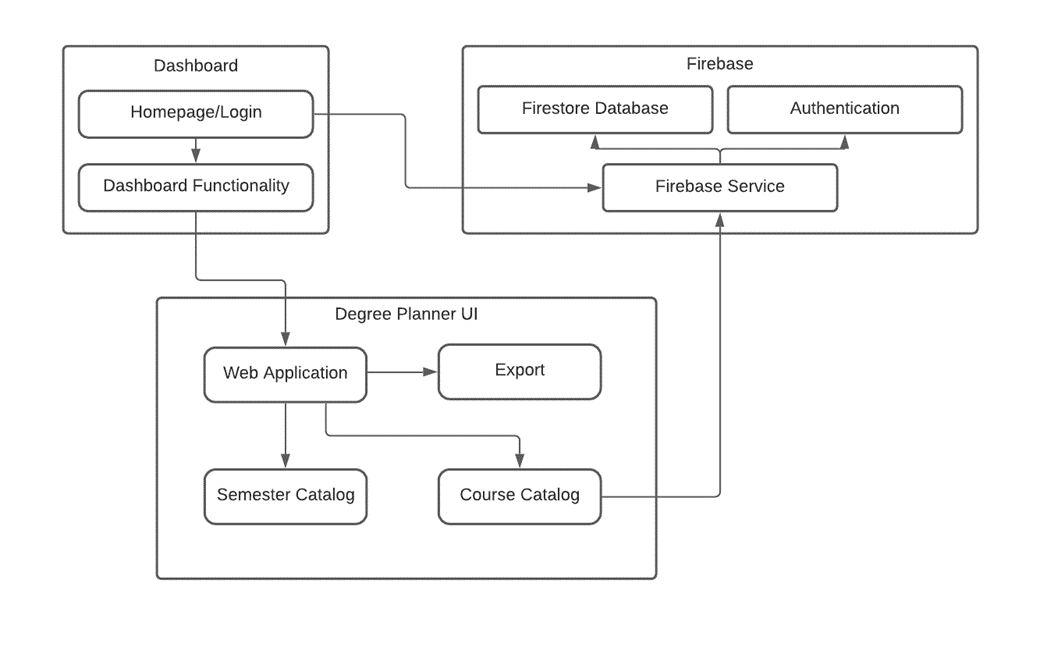 Dashboard
Homepage/Login
Dashboard Functionality
Firebase
Firestore Database
Authentication
Firebase Service
Degree Planner UI
Web Application
Export
Semester Catalog
Course Catalog